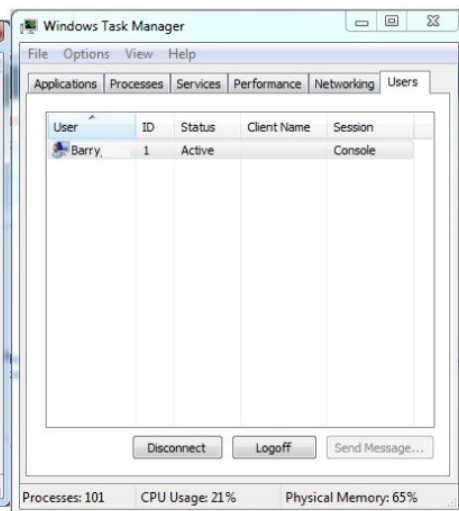 Windows Task Manager
File Options View Help
Applications Processes Services Performance Networking Users
User ID Status Client Name Session
Barry 1 Active Console
Disconnect Logoff Send Message...
Processes: 101 CPU Usage: 21% Physical Memory: 65%